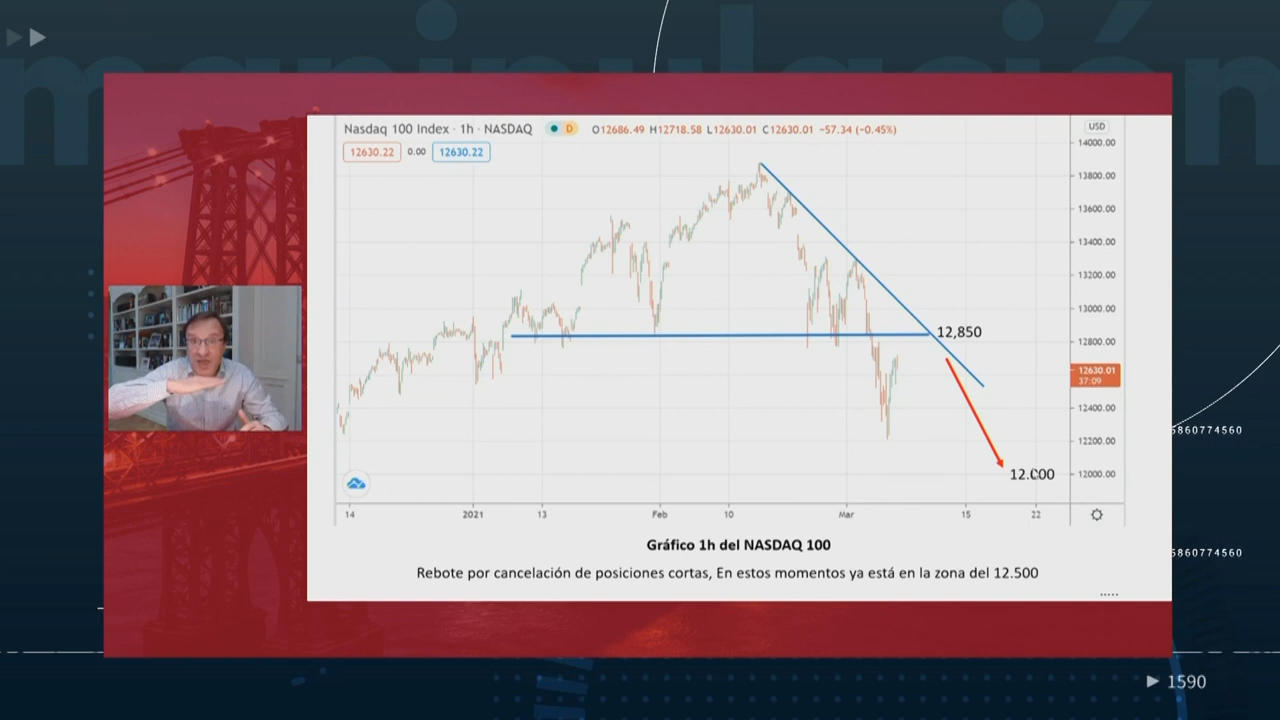 manipulación
Nasdaq 100 Index · 1h · NASDAQ
D
O12686.49 H12718.58 L12630.01 C12630.01 −57.34 (−0.45%)
12630.22 0.00 12630.22
USD
14000.00
13800.00
13600.00
13400.00
13200.00
13000.00
12,850
12800.00
12630.01
37:09
12400.00
12200.00
12.000
12000.00
14 2021 13 Feb 10 Mar 15 22
Gráfico 1h del NASDAQ 100
Rebote por cancelación de posiciones cortas, En estos momentos ya está en la zona del 12.500
.....
5860774560
5860774560
1590